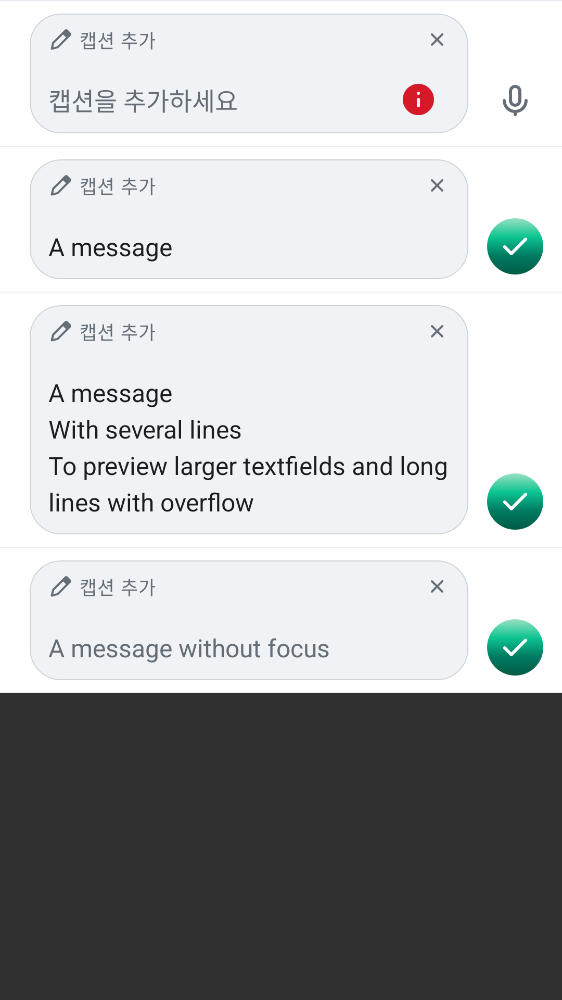 캡션 추가
캡션을 추가하세요
캡션 추가
A message
캡션 추가
A message
With several lines
To preview larger textfields and long
lines with overflow
캡션 추가
A message without focus